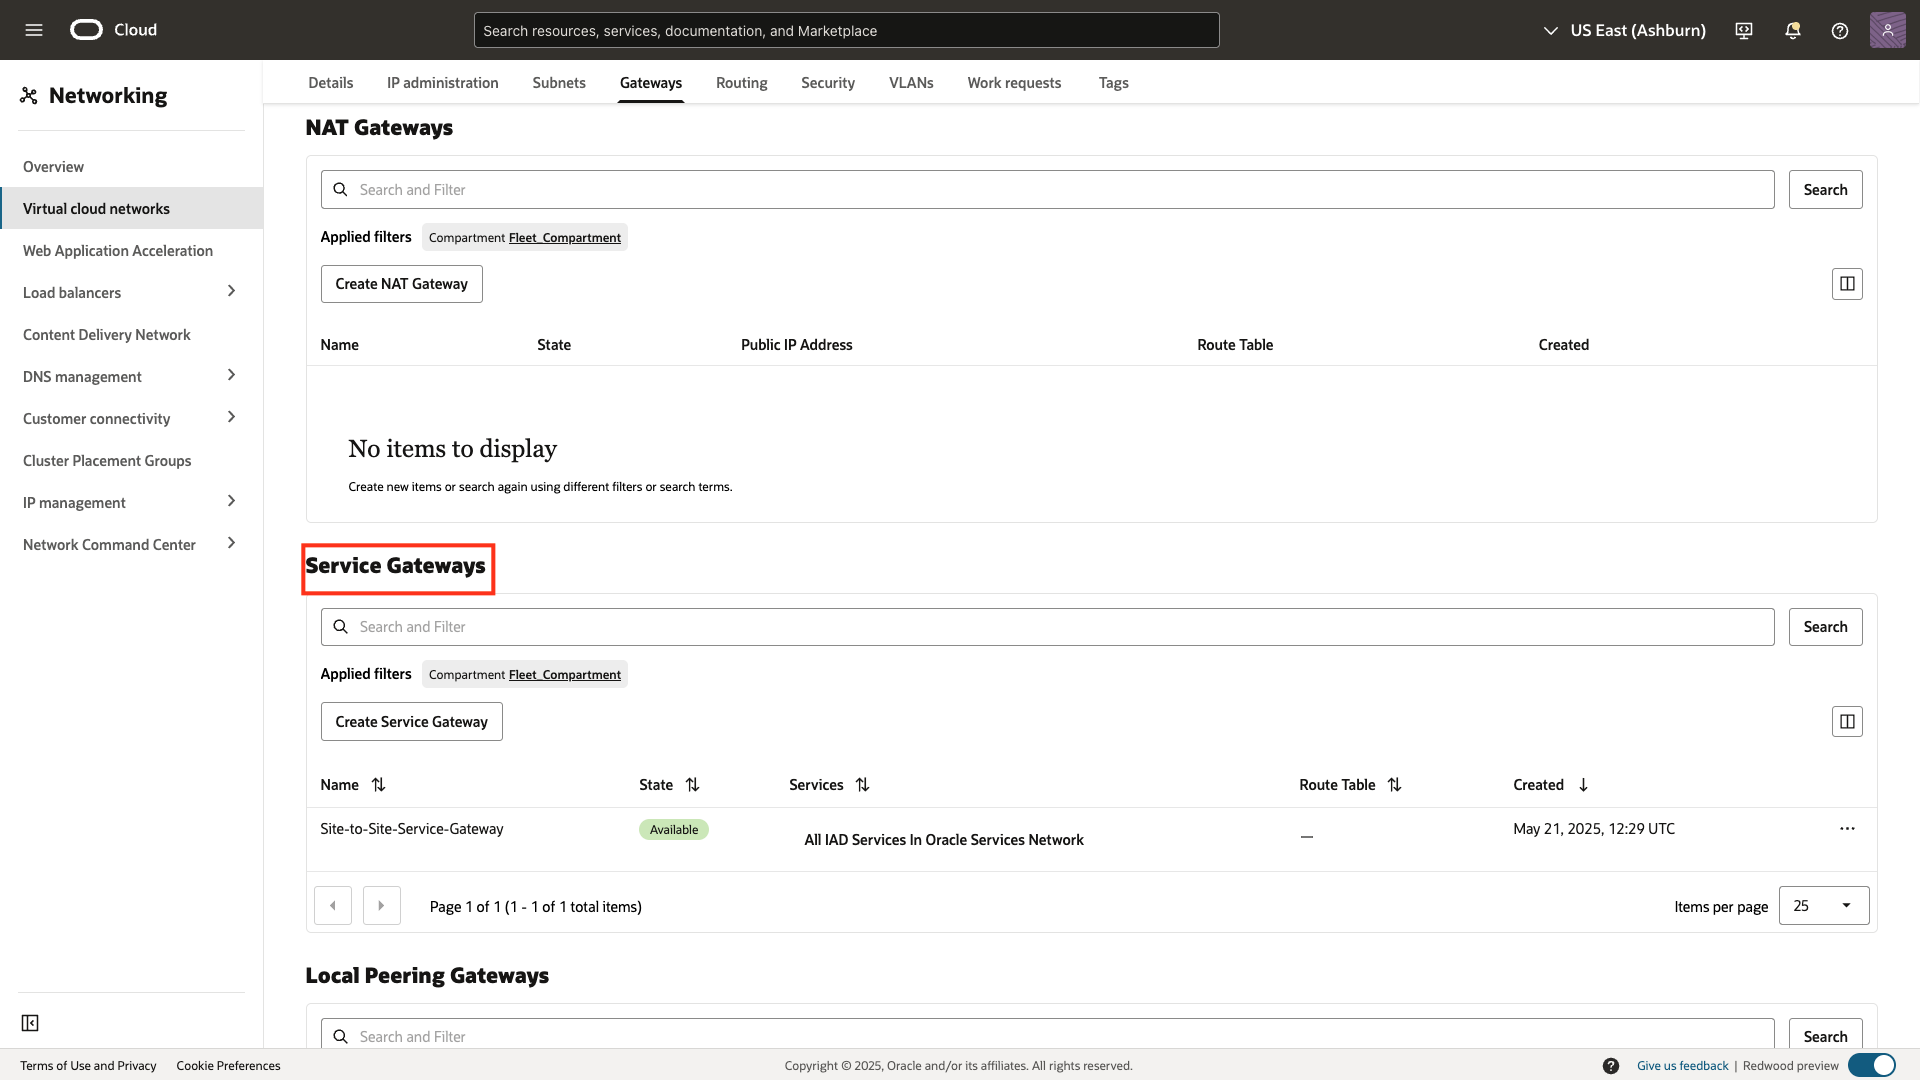 Cloud
Search resources, services, documentation, and Marketplace
US East (Ashburn)
Networking
Overview
Virtual cloud networks
Web Application Acceleration
Load balancers
Content Delivery Network
DNS management
Customer connectivity
Cluster Placement Groups
IP management
Network Command Center
Details IP administration Subnets Gateways Routing Security VLANs Work requests Tags
NAT Gateways
Search and Filter Search
Applied filters Compartment Fleet_Compartment
Create NAT Gateway
Name State Public IP Address Route Table Created
No items to display
Create new items or search again using different filters or search terms.
Service Gateways
Search and Filter Search
Applied filters Compartment Fleet_Compartment
Create Service Gateway
Name State Services Route Table Created
Site-to-Site-Service-Gateway Available All IAD Services In Oracle Services Network — May 21, 2025, 12:29 UTC
Page 1 of 1 (1 - 1 of 1 total items) Items per page 25
Local Peering Gateways
Search and Filter Search
Terms of Use and Privacy Cookie Preferences Copyright © 2025, Oracle and/or its affiliates. All rights reserved. Give us feedback | Redwood preview